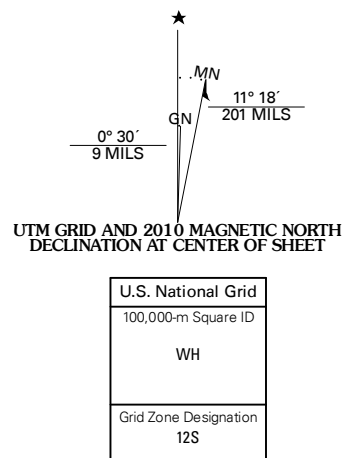 ★
MN
GN
11° 18´
201 MILS
0° 30´
9 MILS
UTM GRID AND 2010 MAGNETIC NORTH
DECLINATION AT CENTER OF SHEET
U.S. National Grid
100,000-m Square ID
WH
Grid Zone Designation
12S